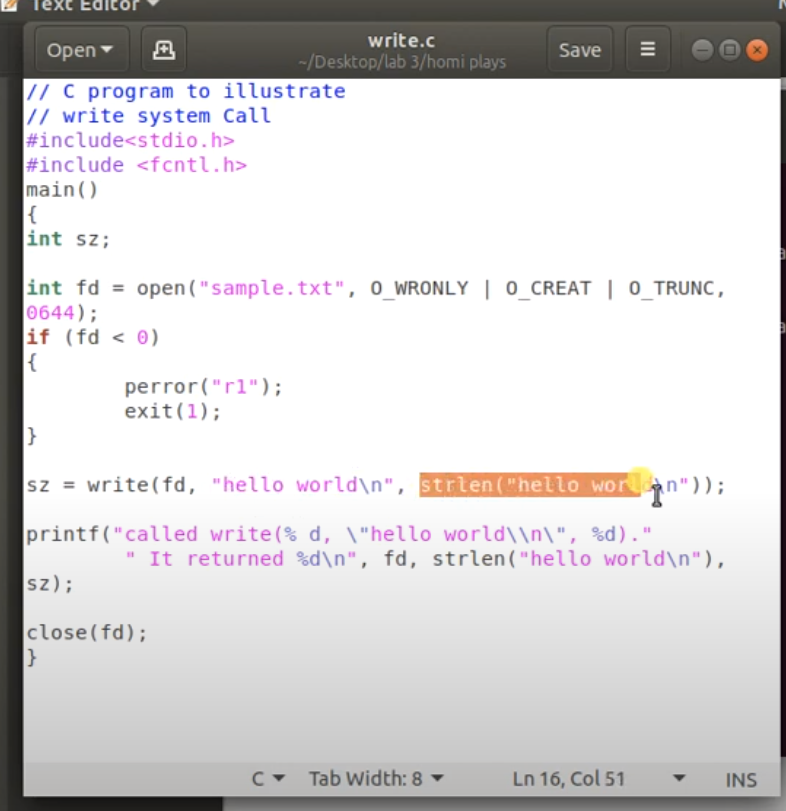 Text Editor
Open
write.c
~/Desktop/lab 3/homi plays
Save
// C program to illustrate
// write system Call
#include<stdio.h>
#include <fcntl.h>
main()
{
int sz;
int fd = open("sample.txt", O_WRONLY | O_CREAT | O_TRUNC,
0644);
if (fd < 0)
{
        perror("r1");
        exit(1);
}
sz = write(fd, "hello world\n", strlen("hello world\n"));
printf("called write(% d, \"hello world\\n\", %d)."
        " It returned %d\n", fd, strlen("hello world\n"),
sz);
close(fd);
}
C
Tab Width: 8
Ln 16, Col 51
INS